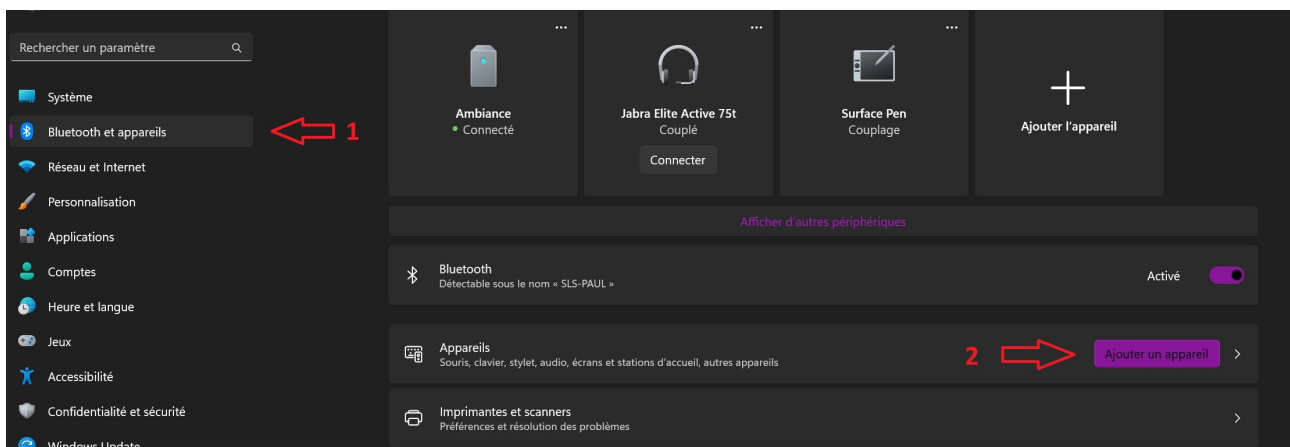 Rechercher un paramètre
Système
Bluetooth et appareils
1
Réseau et Internet
Personnalisation
Applications
Comptes
Heure et langue
Jeux
Accessibilité
Confidentialité et sécurité
Windows Update
...
Ambiance
Connecté
...
Jabra Elite Active 75t
Couplé
Connecter
...
Surface Pen
Couplage
Ajouter l'appareil
Afficher d'autres périphériques
Bluetooth
Détectable sous le nom « SLS-PAUL »
Activé
Appareils
Souris, clavier, stylet, audio, écrans et stations d'accueil, autres appareils
2
Ajouter un appareil
Imprimantes et scanners
Préférences et résolution des problèmes